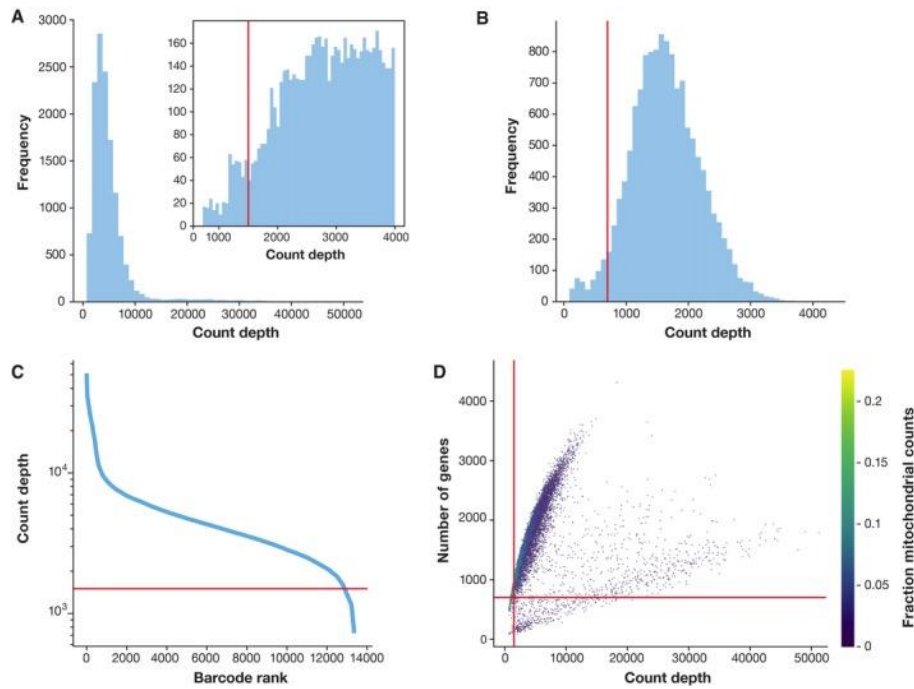 A
3000
2500
2000
1500
1000
500
0
Frequency
0 10000 20000 30000 40000 50000
Count depth
160
140
120
100
80
60
40
20
0
0 1000 2000 3000 4000
Count depth
B
800
700
600
500
400
300
200
100
0
Frequency
0 1000 2000 3000 4000
Count depth
C
Count depth
10⁴
10³
0 2000 4000 6000 8000 10000 12000 14000
Barcode rank
D
Number of genes
4000
3000
2000
1000
0
0 10000 20000 30000 40000 50000
Count depth
0.2
0.15
0.1
0.05
0
Fraction mitochondrial counts